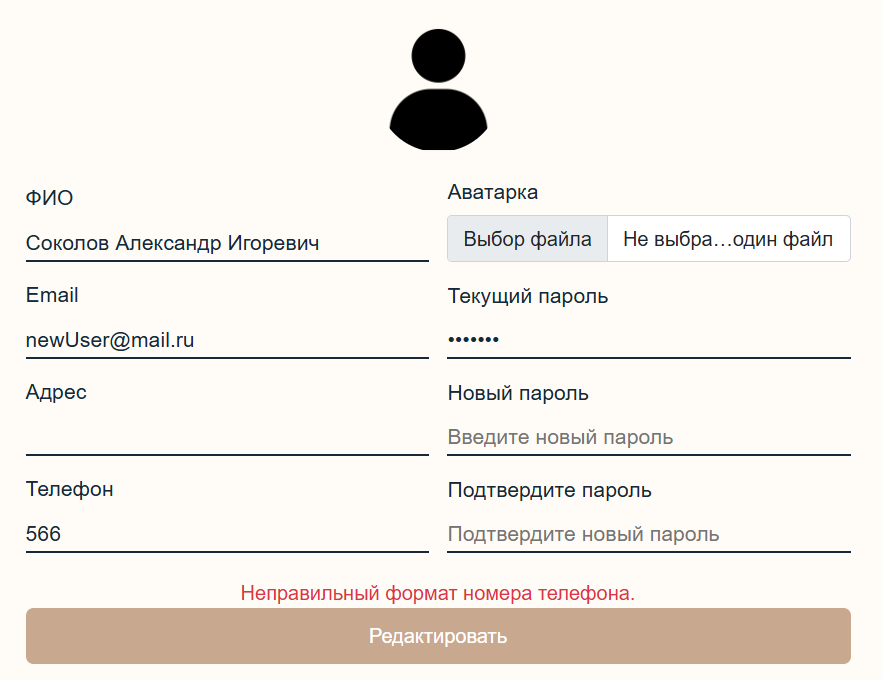 ФИО
Соколов Александр Игоревич
Email
newUser@mail.ru
Адрес
Телефон
566
Аватарка
Выбор файла Не выбра...один файл
Текущий пароль
•••••••
Новый пароль
Введите новый пароль
Подтвердите пароль
Подтвердите новый пароль
Неправильный формат номера телефона.
Редактировать